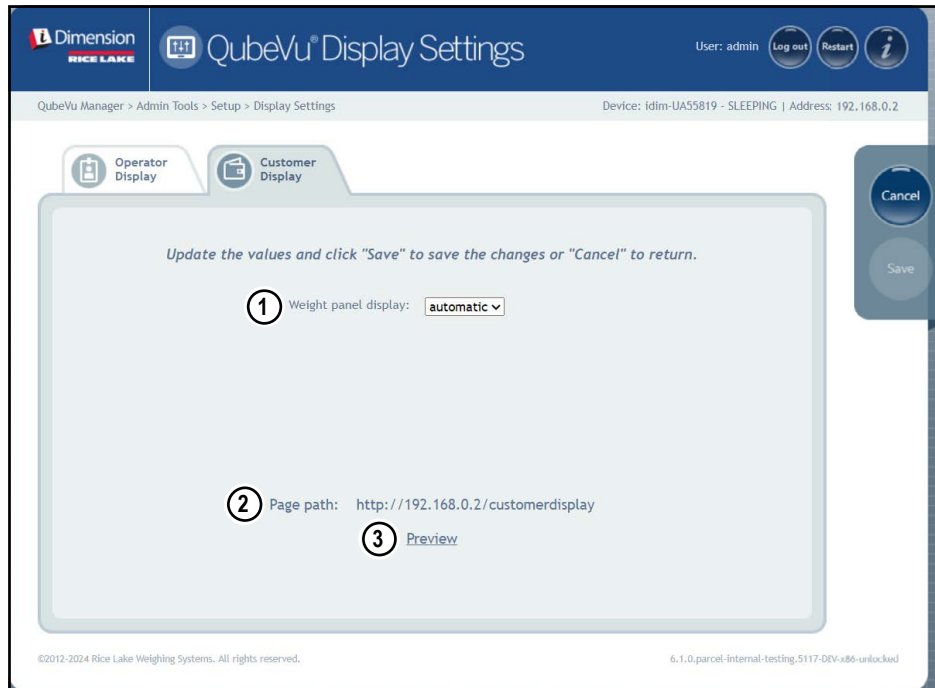 iDimension
RICE LAKE
QubeVu® Display Settings
User: admin
Log out
Restart
i
QubeVu Manager > Admin Tools > Setup > Display Settings
Device: idim-UA55819 - SLEEPING | Address: 192.168.0.2
Operator
Display
Customer
Display
Cancel
Save
Update the values and click "Save" to save the changes or "Cancel" to return.
1 Weight panel display: automatic
2 Page path: http://192.168.0.2/customerdisplay
3 Preview
©2012-2024 Rice Lake Weighing Systems. All rights reserved.
6.1.0.parcel-internal-testing.5117-DEV-x86-unlocked